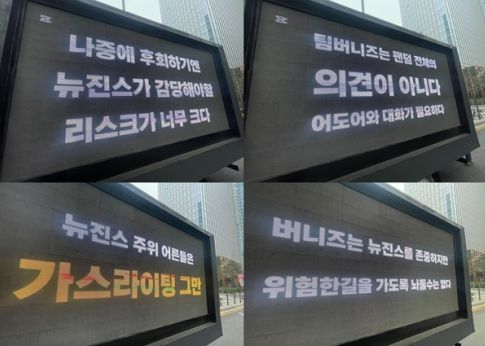 나중에 후회하기엔
뉴진스가 감당해야할
리스크가 너무 크다
팀버니즈는 팬덤 전체의
의견이 아니다
어도어와 대화가 필요하다
뉴진스 주위 어른들은
가스라이팅 그만
버니즈는 뉴진스를 존중하지만
위험한길을 가도록 놔둘수는 없다